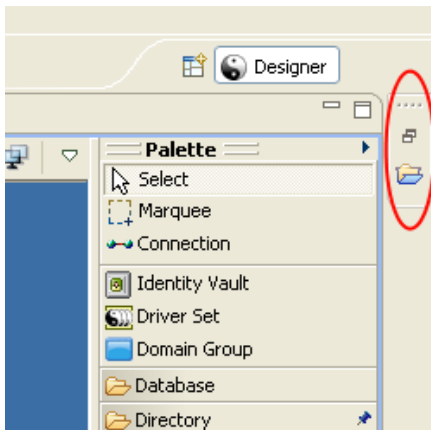 Designer
Palette
Select
Marquee
Connection
Identity Vault
Driver Set
Domain Group
Database
Directory